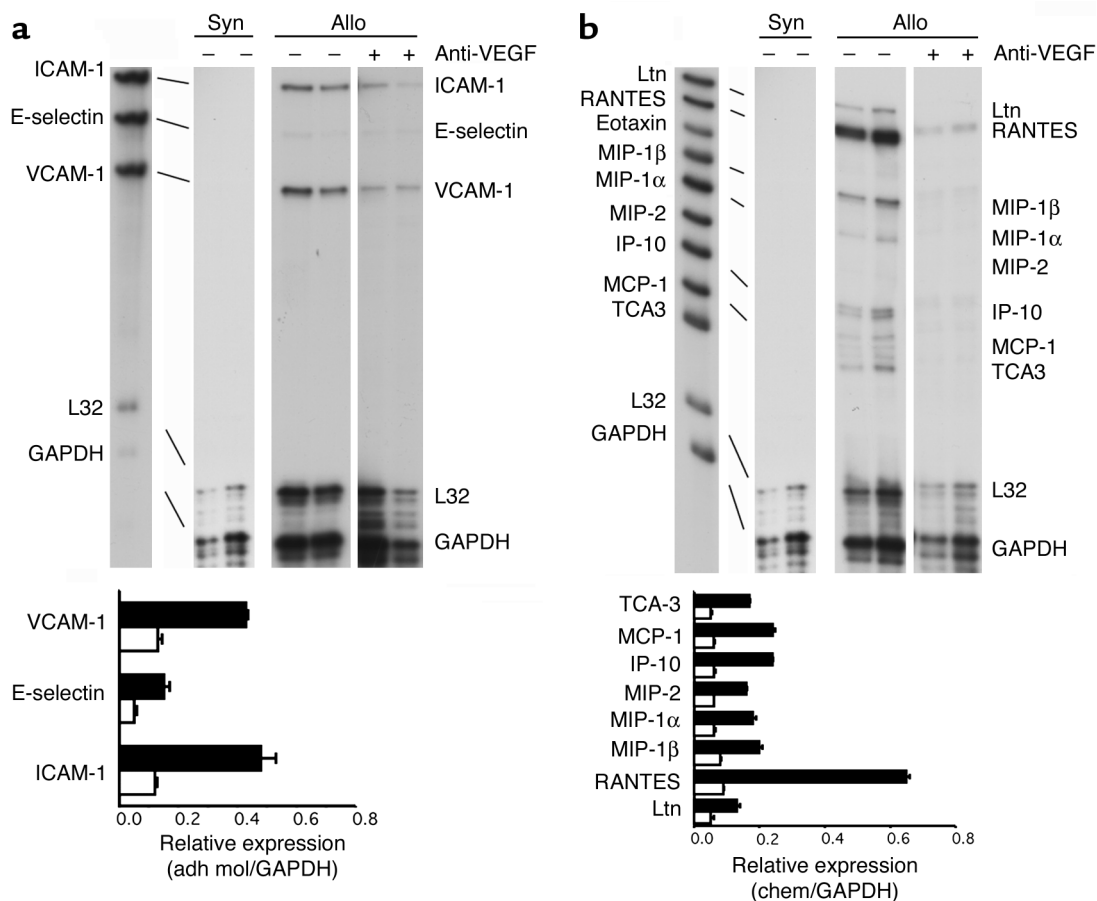 a
Syn
Allo
– –
– –
+ +
Anti-VEGF
ICAM-1
E-selectin
VCAM-1
L32
GAPDH
ICAM-1
E-selectin
VCAM-1
L32
GAPDH
VCAM-1
E-selectin
ICAM-1
0.0 0.2 0.4 0.6 0.8
Relative expression
(adh mol/GAPDH)
b
Syn
Allo
– –
– –
+ +
Anti-VEGF
Ltn
RANTES
Eotaxin
MIP-1β
MIP-1α
MIP-2
IP-10
MCP-1
TCA3
L32
GAPDH
Ltn
RANTES
MIP-1β
MIP-1α
MIP-2
IP-10
MCP-1
TCA3
L32
GAPDH
TCA-3
MCP-1
IP-10
MIP-2
MIP-1α
MIP-1β
RANTES
Ltn
0.0 0.2 0.4 0.6 0.8
Relative expression
(chem/GAPDH)